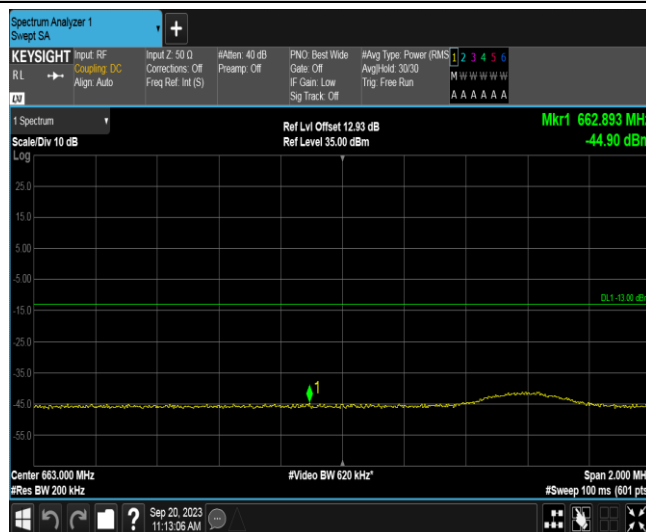 Spectrum Analyzer 1
Swept SA
+
KEYSIGHT
RL
LXI
Input: RF
Coupling: DC
Align: Auto
Input Z: 50 Ω
Corrections: Off
Freq Ref: Int (S)
#Atten: 40 dB
Preamp: Off
PNO: Best Wide
Gate: Off
IF Gain: Low
Sig Track: Off
#Avg Type: Power (RMS
Avg|Hold: 30/30
Trig: Free Run
1 2 3 4 5 6
M W W W W W
A A A A A A
1 Spectrum
Scale/Div 10 dB
Ref Lvl Offset 12.93 dB
Ref Level 35.00 dBm
Mkr1 662.893 MHz
-44.90 dBm
Log
25.0
15.0
5.00
-5.00
DL1 -13.00 dBm
-15.0
-25.0
-35.0
1
-45.0
-55.0
Center 663.000 MHz
#Res BW 200 kHz
#Video BW 620 kHz*
Span 2.000 MHz
#Sweep 100 ms (601 pts
?
Sep 20, 2023
11:13:06 AM